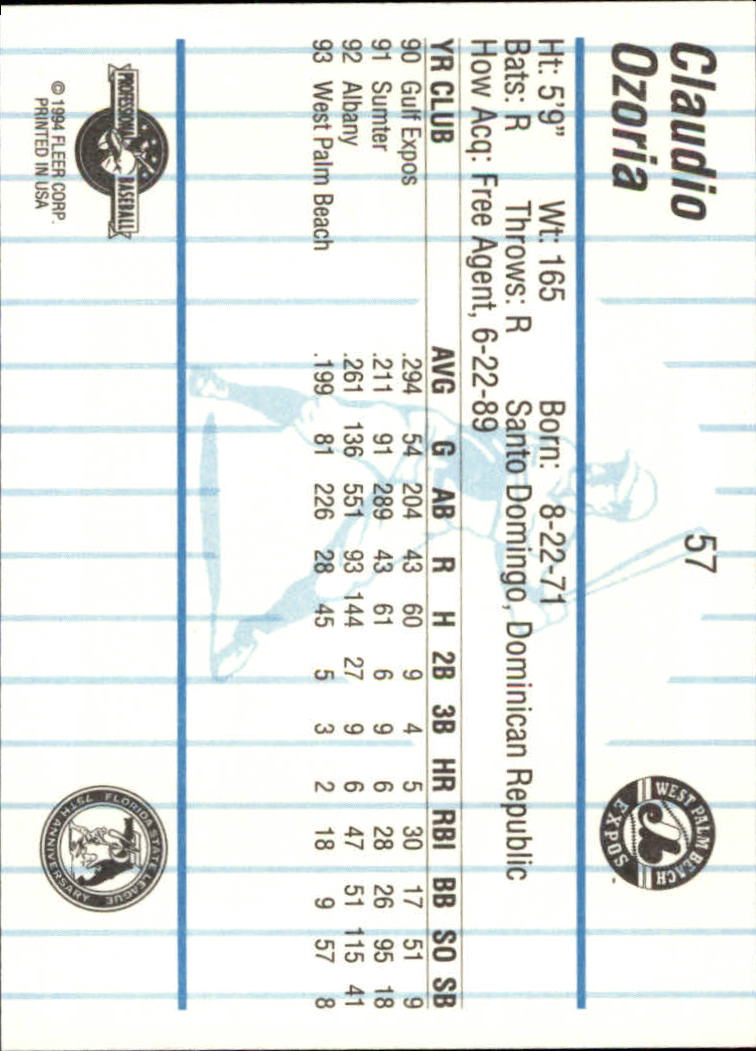 Claudio
Ozoria
57
WEST PALM BEACH
EXPOS
Ht: 5'9" Wt: 165 Born: 8-22-71
Bats: R Throws: R Santo Domingo, Dominican Republic
How Acq: Free Agent, 6-22-89
YR CLUB AVG G AB R H 2B 3B HR RBI BB SO SB
90 Gulf Expos .294 54 204 43 60 9 4 5 30 17 51 9
91 Sumter .211 91 289 43 61 6 9 6 28 26 95 18
92 Albany .261 136 551 93 144 27 9 6 47 51 115 41
93 West Palm Beach .199 81 226 28 45 5 3 2 18 9 57 8
PROFESSIONAL BASEBALL
© 1994 FLEER CORP.
PRINTED IN USA
FLORIDA STATE LEAGUE
75TH ANNIVERSARY